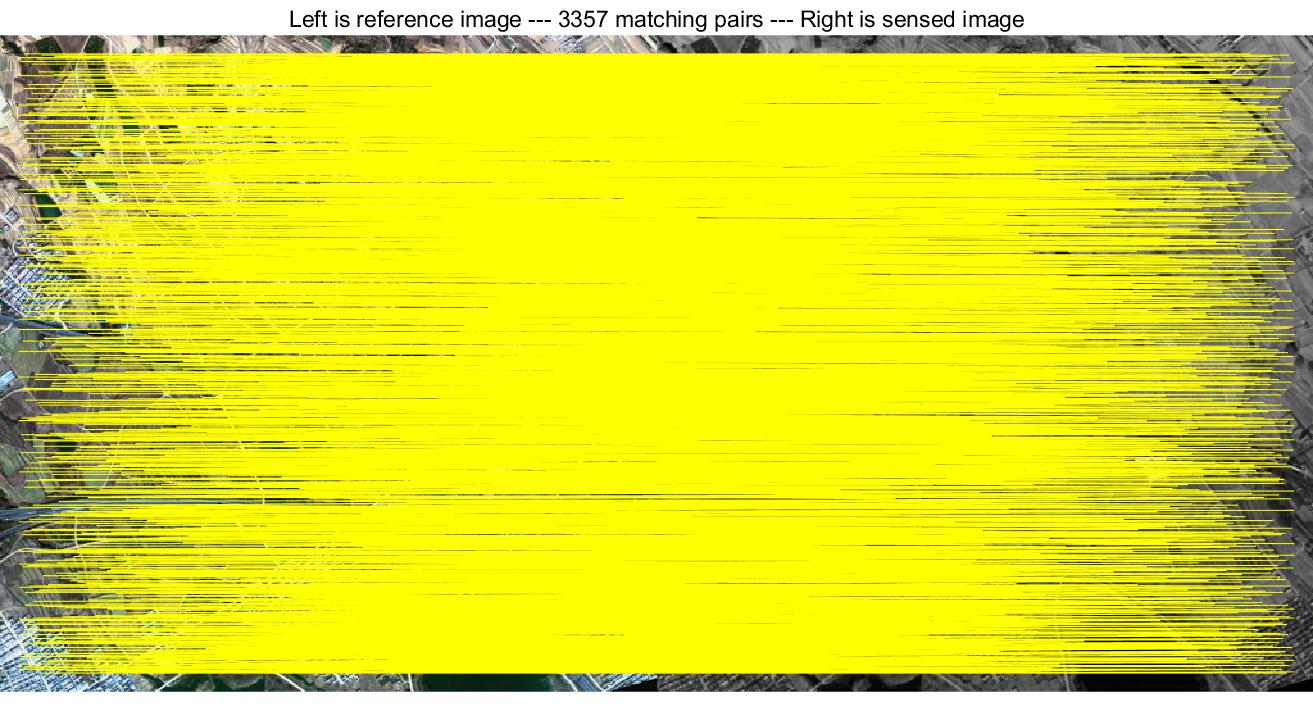 Left is reference image --- 3357 matching pairs --- Right is sensed image